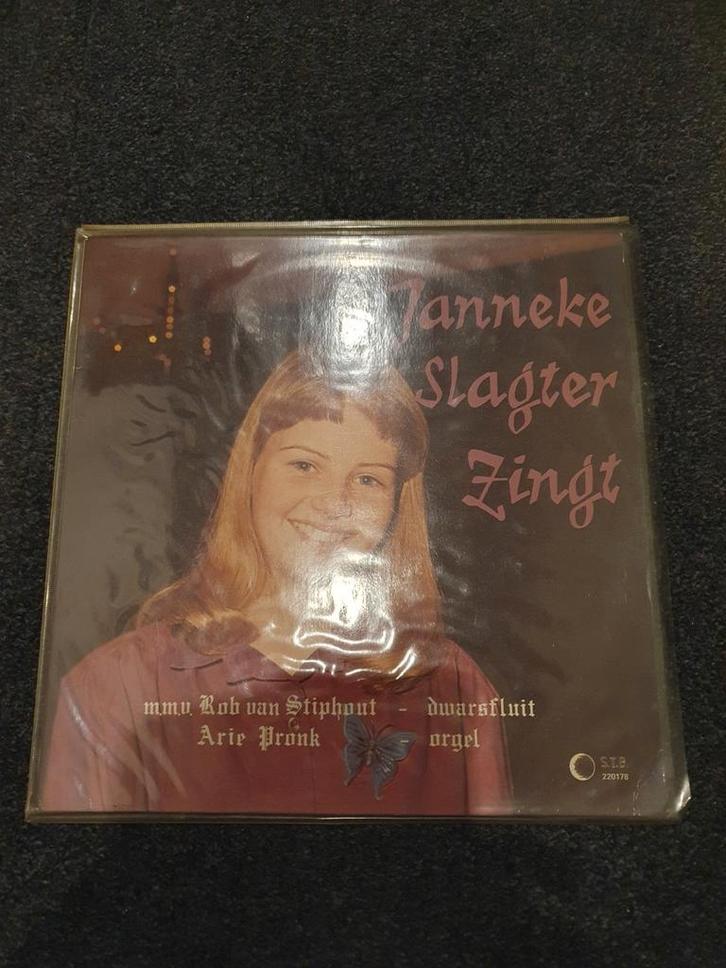 Janneke
Slagter
Zingt
m.m.v. Rob van Stiphout - dwarsfluit
Arie Pronk orgel
S.T.B.
220178